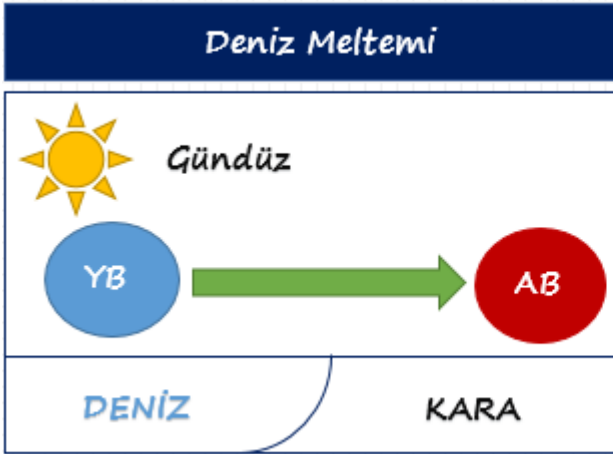 Deniz Meltemi
Gündüz
YB
AB
DENİZ
KARA